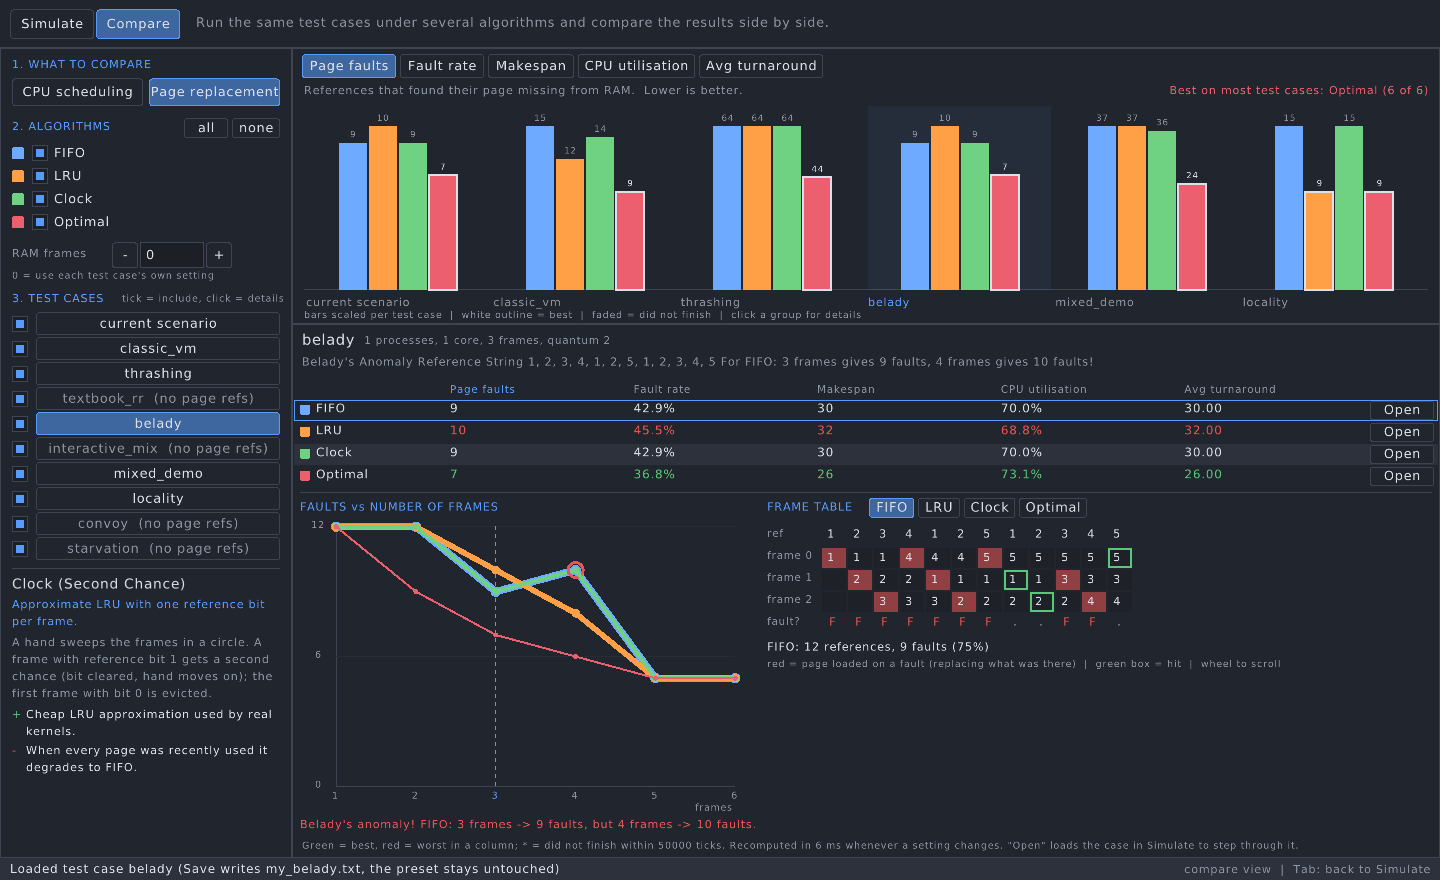 Simulate Compare Run the same test cases under several algorithms and compare the results side by side.
1. WHAT TO COMPARE
CPU scheduling Page replacement
2. ALGORITHMS all none
FIFO
LRU
Clock
Optimal
RAM frames - 0 +
0 = use each test case's own setting
3. TEST CASES tick = include, click = details
current scenario
classic_vm
thrashing
textbook_rr (no page refs)
belady
interactive_mix (no page refs)
mixed_demo
locality
convoy (no page refs)
starvation (no page refs)
Clock (Second Chance)
Approximate LRU with one reference bit
per frame.
A hand sweeps the frames in a circle. A
frame with reference bit 1 gets a second
chance (bit cleared, hand moves on); the
first frame with bit 0 is evicted.
+ Cheap LRU approximation used by real
kernels.
- When every page was recently used it
degrades to FIFO.
Page faults Fault rate Makespan CPU utilisation Avg turnaround
References that found their page missing from RAM. Lower is better. Best on most test cases: Optimal (6 of 6)
9 10 9 7 15 12 14 9 64 64 64 44 9 10 9 7 37 37 36 24 15 9 15 9
current scenario classic_vm thrashing belady mixed_demo locality
bars scaled per test case | white outline = best | faded = did not finish | click a group for details
belady 1 processes, 1 core, 3 frames, quantum 2
Belady's Anomaly Reference String 1, 2, 3, 4, 1, 2, 5, 1, 2, 3, 4, 5 For FIFO: 3 frames gives 9 faults, 4 frames gives 10 faults!
Page faults Fault rate Makespan CPU utilisation Avg turnaround
FIFO 9 42.9% 30 70.0% 30.00 Open
LRU 10 45.5% 32 68.8% 32.00 Open
Clock 9 42.9% 30 70.0% 30.00 Open
Optimal 7 36.8% 26 73.1% 26.00 Open
FAULTS vs NUMBER OF FRAMES
12
6
0
1 2 3 4 5 6
frames
Belady's anomaly! FIFO: 3 frames -> 9 faults, but 4 frames -> 10 faults.
FRAME TABLE FIFO LRU Clock Optimal
ref 1 2 3 4 1 2 5 1 2 3 4 5
frame 0 1 1 1 4 4 4 5 5 5 5 5 5
frame 1 2 2 2 1 1 1 1 1 3 3 3
frame 2 3 3 3 2 2 2 2 2 4 4
fault? F F F F F F F . . F F .
FIFO: 12 references, 9 faults (75%)
red = page loaded on a fault (replacing what was there) | green box = hit | wheel to scroll
Green = best, red = worst in a column; * = did not finish within 50000 ticks. Recomputed in 6 ms whenever a setting changes. "Open" loads the case in Simulate to step through it.
Loaded test case belady (Save writes my_belady.txt, the preset stays untouched) compare view | Tab: back to Simulate